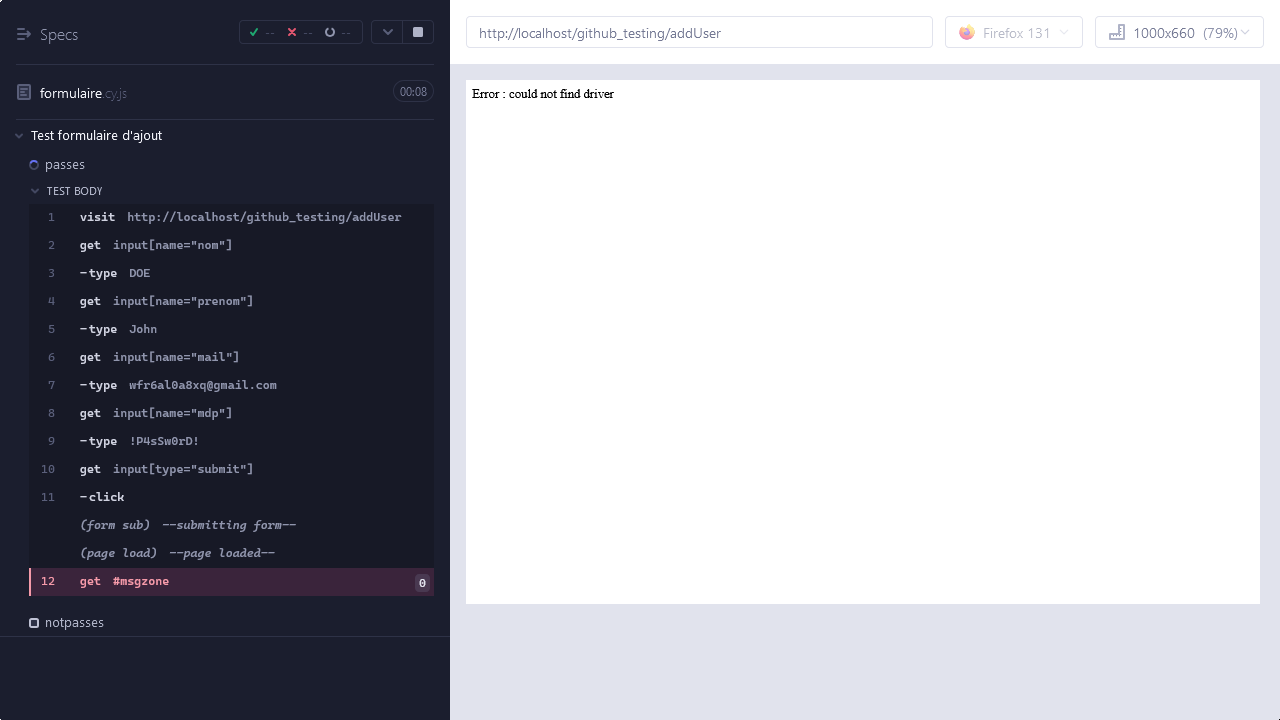 Specs
-- -- --
formulaire.cy.js 00:08
Test formulaire d'ajout
passes
TEST BODY
1 visit http://localhost/github_testing/addUser
2 get input[name="nom"]
3 -type DOE
4 get input[name="prenom"]
5 -type John
6 get input[name="mail"]
7 -type wfr6al0a8xq@gmail.com
8 get input[name="mdp"]
9 -type !P4sSw0rD!
10 get input[type="submit"]
11 -click
(form sub) --submitting form--
(page load) --page loaded--
12 get #msgzone 0
notpasses
http://localhost/github_testing/addUser
Firefox 131
1000x660 (79%)
Error : could not find driver